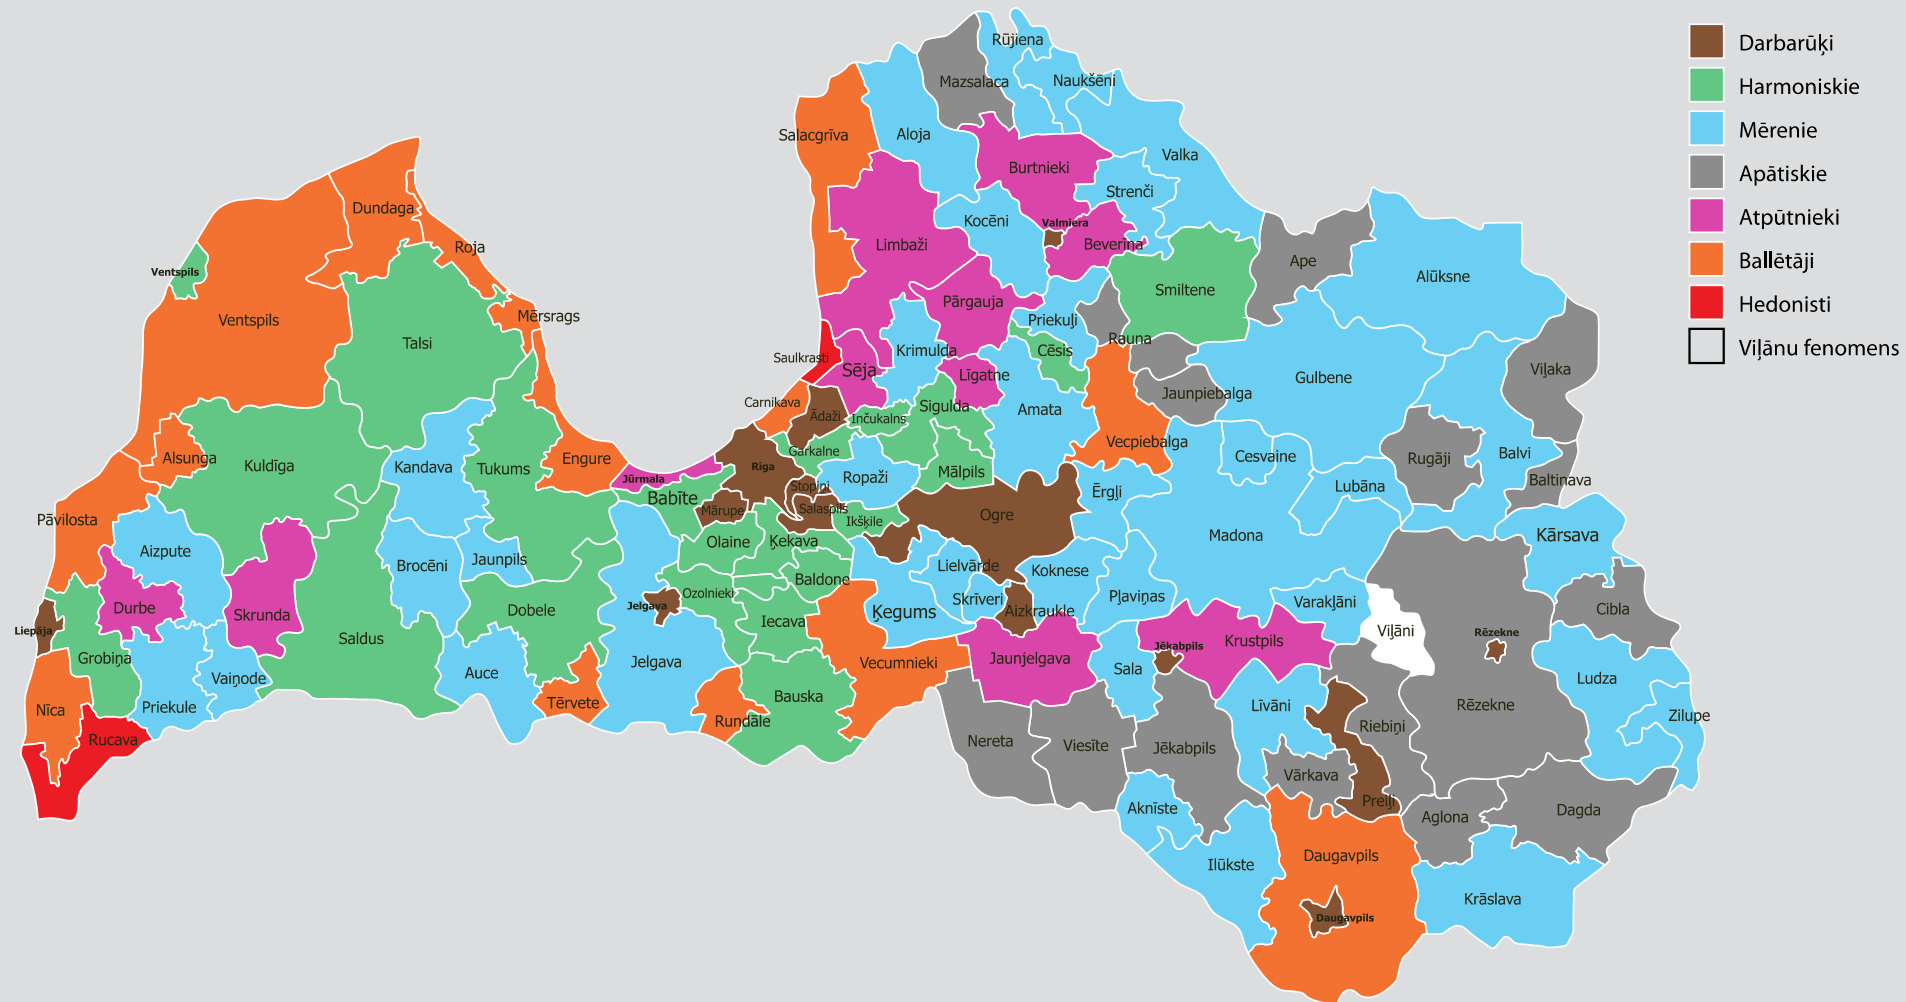 Rūjiena
Mazsalaca
Naukšēni
Salacgrīva
Aloja
Valka
Burtnieki
Strenči
Dundaga
Kocēni
Valmiera
Beverīna
Limbaži
Roja
Ape
Alūksne
Ventspils
Smiltene
Pārgauja
Ventspils
Mērsrags
Priekuļi
Rauna
Talsi
Saulkrasti
Krimulda
Cēsis
Sēja
Līgatne
Gulbene
Viļaka
Jaunpiebalga
Carnikava
Ādaži
Inčukalns
Sigulda
Amata
Vecpiebalga
Alsunga
Kuldīga
Kandava
Tukums
Engure
Garkalne
Rīga
Jūrmala
Ropaži
Mālpils
Cesvaine
Rugāji
Balvi
Baltinava
Stopiņi
Babīte
Mārupe
Salaspils
Ikšķile
Ogre
Ērgļi
Lubāna
Pāvilosta
Aizpute
Brocēni
Jaunpils
Olaine
Ķekava
Madona
Kārsava
Lielvārde
Koknese
Baldone
Ozolnieki
Durbe
Skrunda
Dobele
Jelgava
Iecava
Ķegums
Skrīveri
Aizkraukle
Pļaviņas
Varakļāni
Cibla
Liepāja
Saldus
Viļāni
Rēzekne
Krustpils
Jēkabpils
Grobiņa
Vaiņode
Auce
Jelgava
Vecumnieki
Jaunjelgava
Sala
Ludza
Priekule
Nīca
Tērvete
Rundāle
Bauska
Līvāni
Rēzekne
Zilupe
Rucava
Nereta
Viesīte
Jēkabpils
Riebiņi
Vārkava
Preiļi
Aknīste
Aglona
Dagda
Ilūkste
Daugavpils
Krāslava
Daugavpils
Darbarūķi
Harmoniskie
Mērenie
Apātiskie
Atpūtnieki
Ballētāji
Hedonisti
Viļānu fenomens